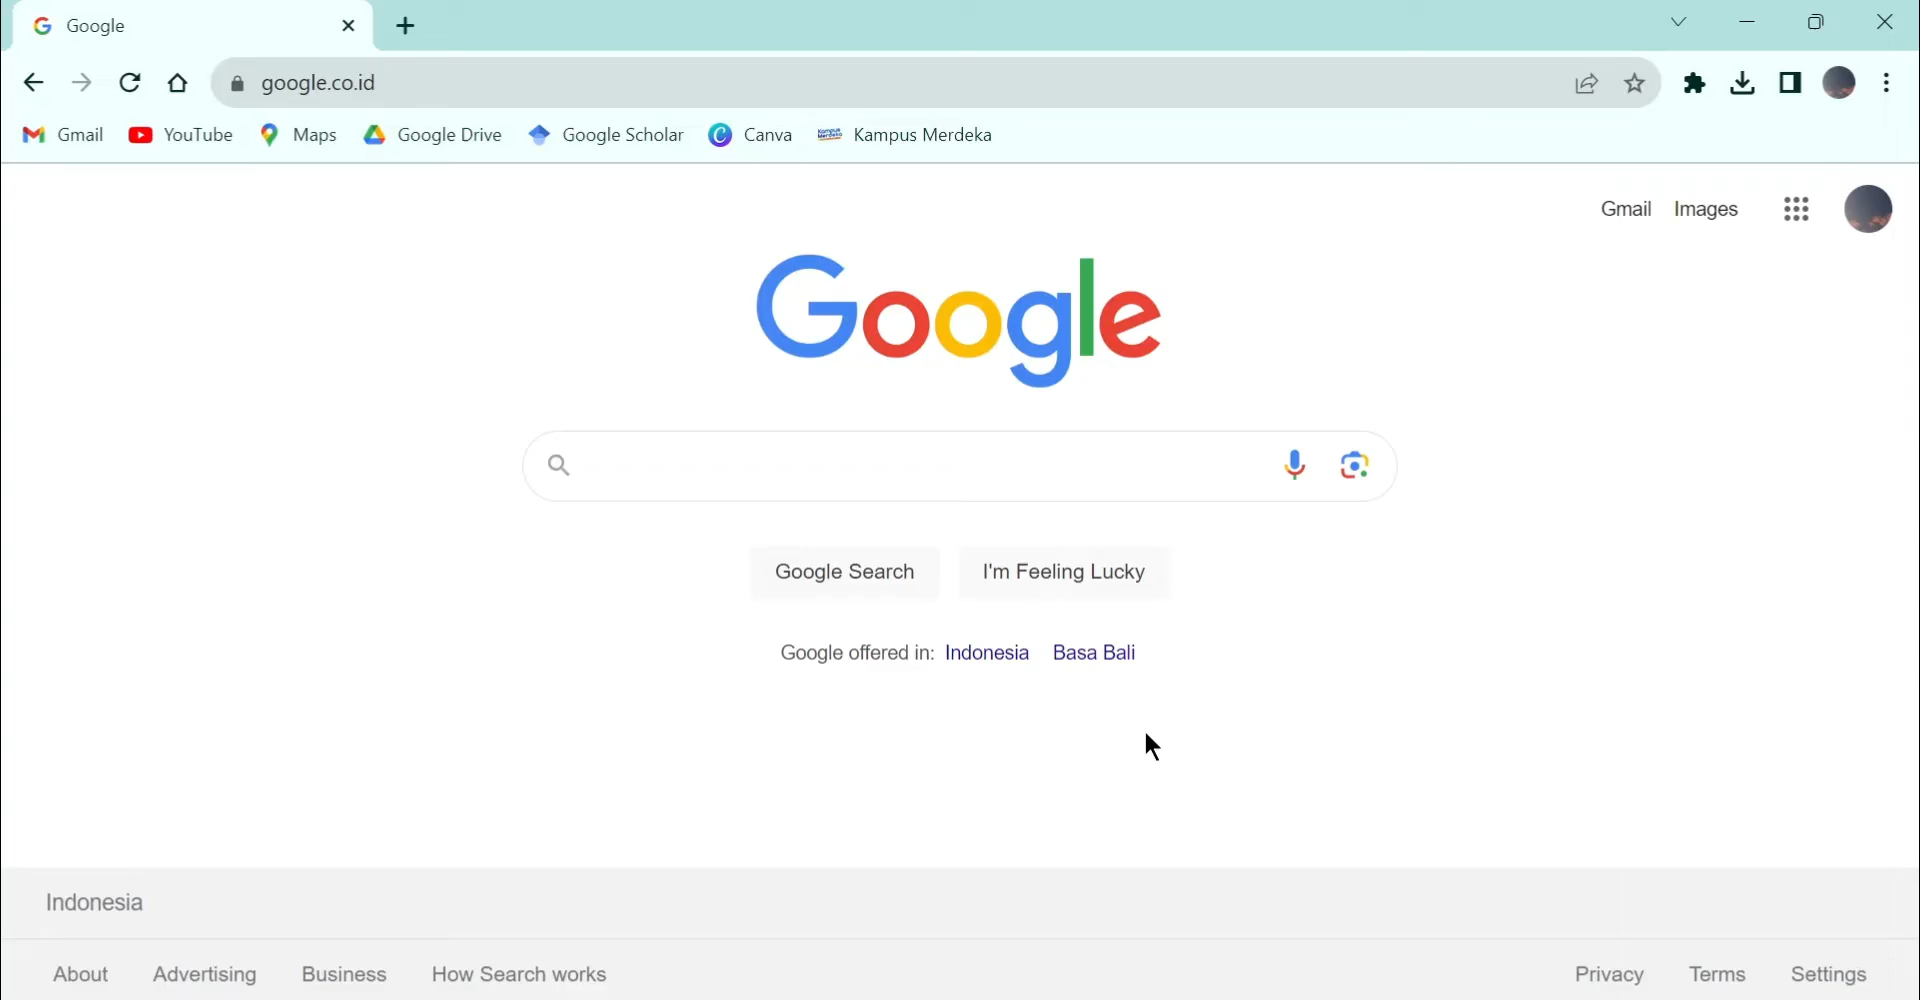 Google
google.co.id
Gmail YouTube Maps Google Drive Google Scholar Canva Kampus Merdeka
Gmail Images
Google
Google Search I'm Feeling Lucky
Google offered in: Indonesia Basa Bali
Indonesia
About Advertising Business How Search works Privacy Terms Settings